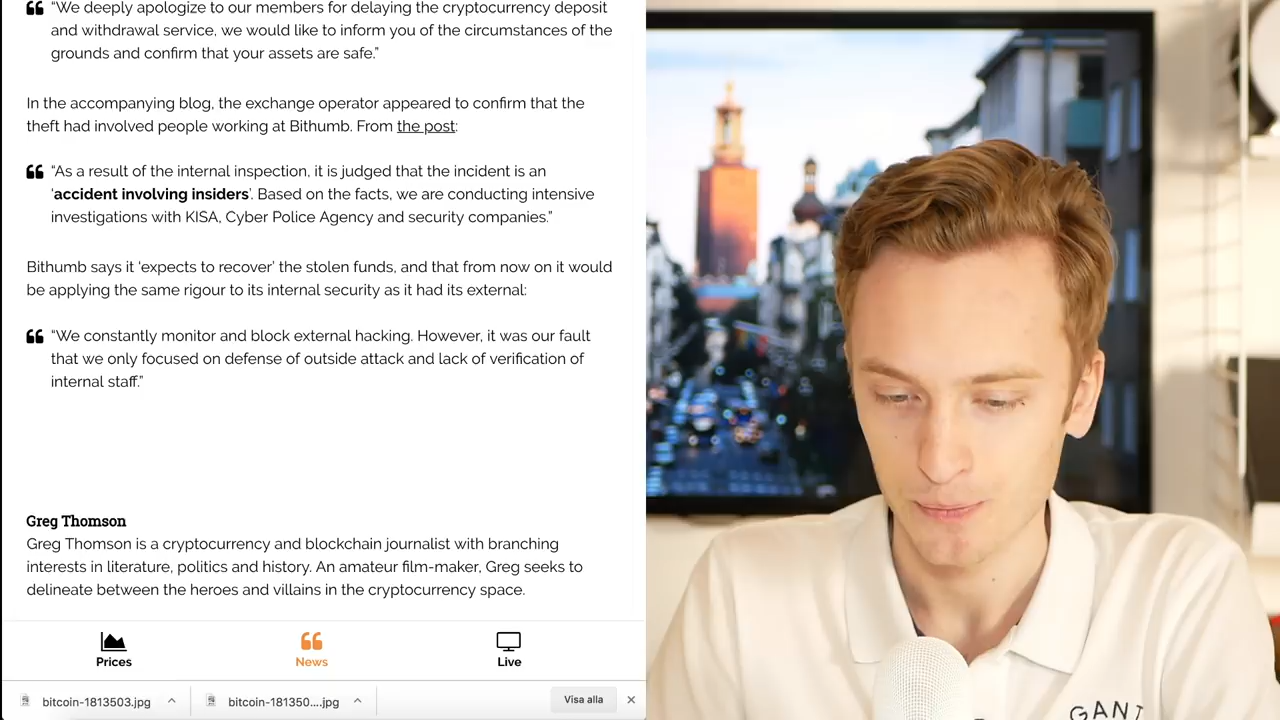 “We deeply apologize to our members for delaying the cryptocurrency deposit
and withdrawal service. we would like to inform you of the circumstances of the
grounds and confirm that your assets are safe.”
In the accompanying blog, the exchange operator appeared to confirm that the
theft had involved people working at Bithumb. From the post:
“As a result of the internal inspection, it is judged that the incident is an
‘accident involving insiders’. Based on the facts, we are conducting intensive
investigations with KISA, Cyber Police Agency and security companies.”
Bithumb says it ‘expects to recover’ the stolen funds, and that from now on it would
be applying the same rigour to its internal security as it had its external:
“We constantly monitor and block external hacking. However, it was our fault
that we only focused on defense of outside attack and lack of verification of
internal staff.”
Greg Thomson
Greg Thomson is a cryptocurrency and blockchain journalist with branching
interests in literature, politics and history. An amateur film-maker, Greg seeks to
delineate between the heroes and villains in the cryptocurrency space.
Prices
News
Live
bitcoin-1813503.jpg
bitcoin-181350....jpg
Visa alla
GANT